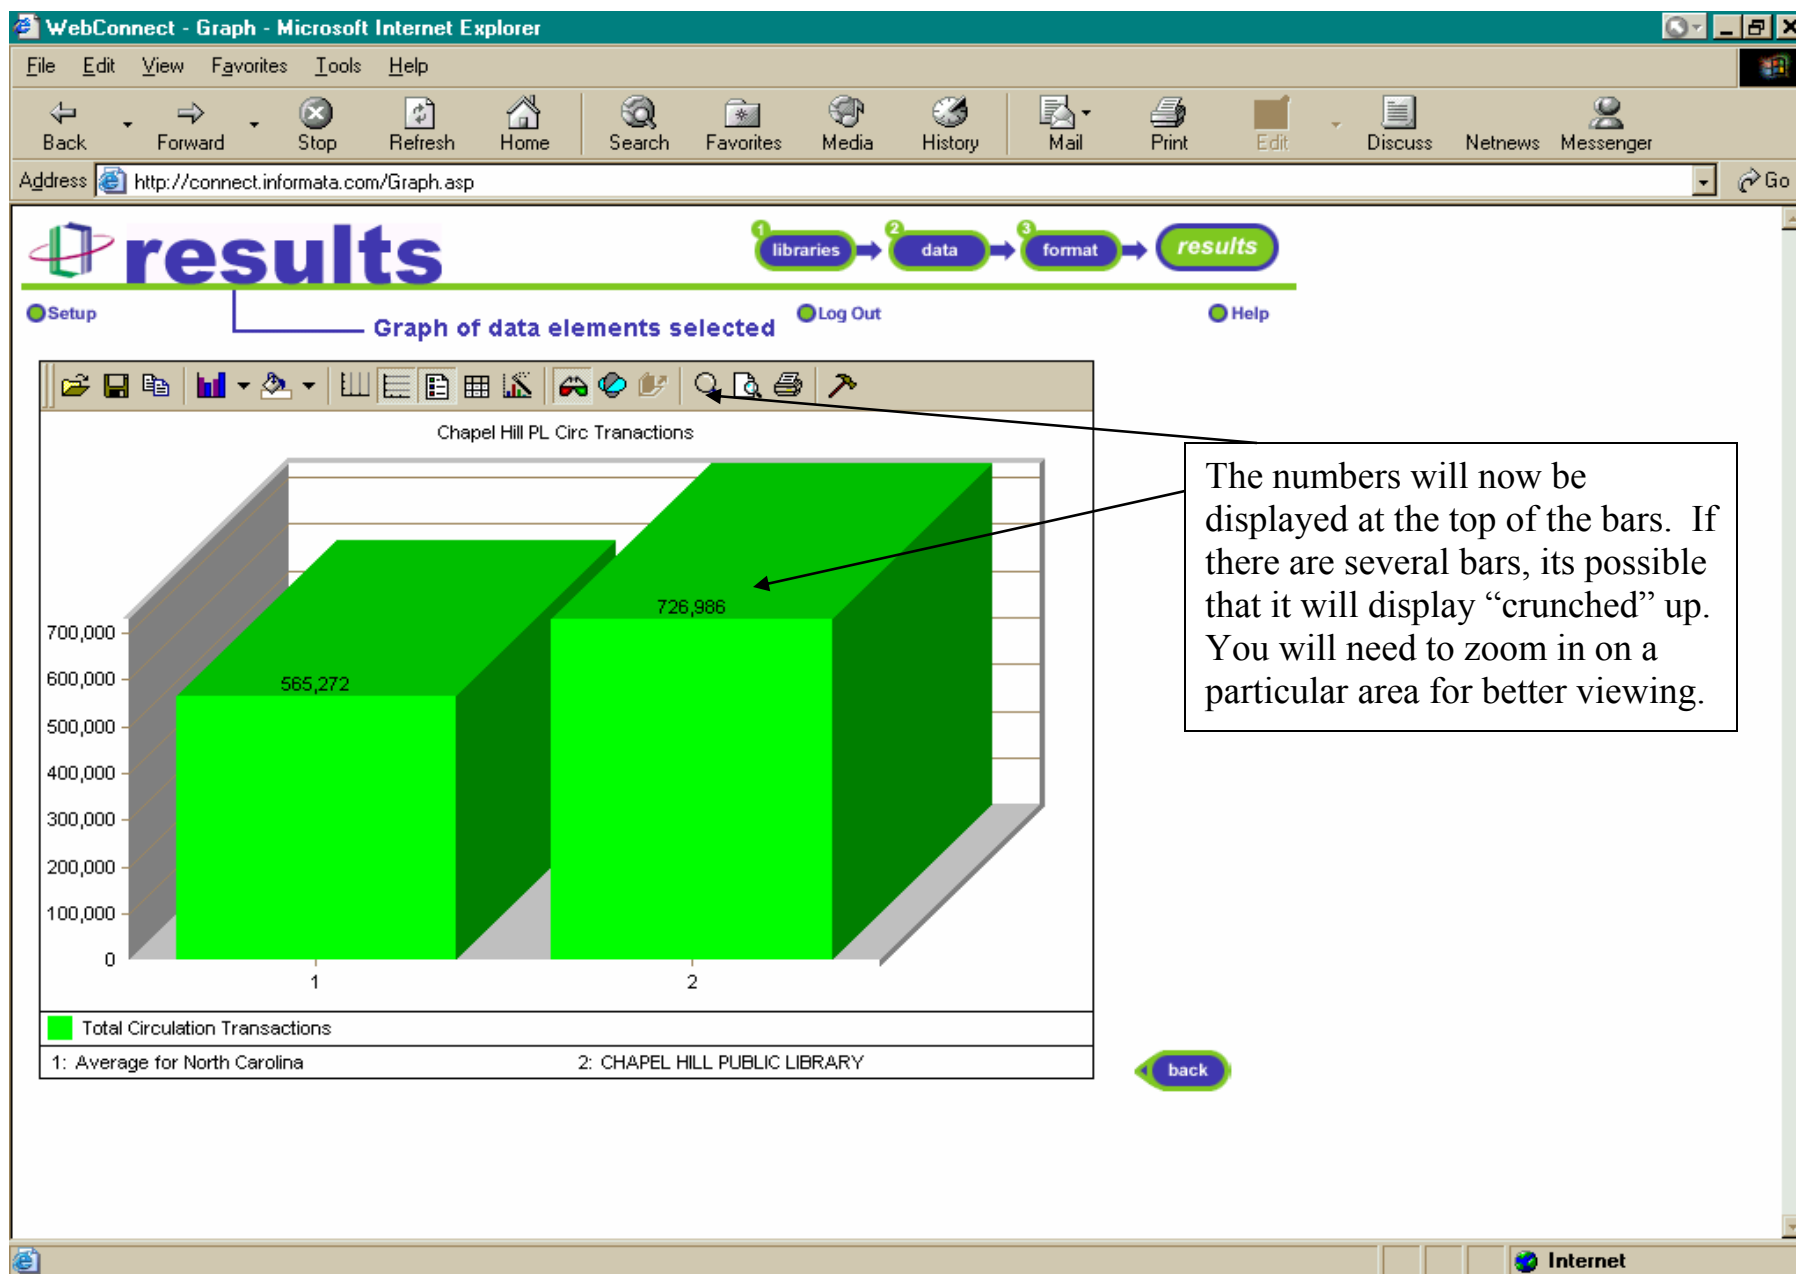 WebConnect - Graph - Microsoft Internet Explorer
File Edit View Favorites Tools Help
Back Forward Stop Refresh Home Search Favorites Media History Mail Print Edit Discuss Netnews Messenger
Address http://connect.informata.com/Graph.asp Go
results
1 libraries 2 data 3 format results
Setup Graph of data elements selected Log Out Help
Chapel Hill PL Circ Tranactions
The numbers will now be
displayed at the top of the bars. If
there are several bars, its possible
that it will display “crunched” up.
You will need to zoom in on a
particular area for better viewing.
726,986
565,272
700,000
600,000
500,000
400,000
300,000
200,000
100,000
0
1 2
Total Circulation Transactions
1: Average for North Carolina 2: CHAPEL HILL PUBLIC LIBRARY
back
Internet